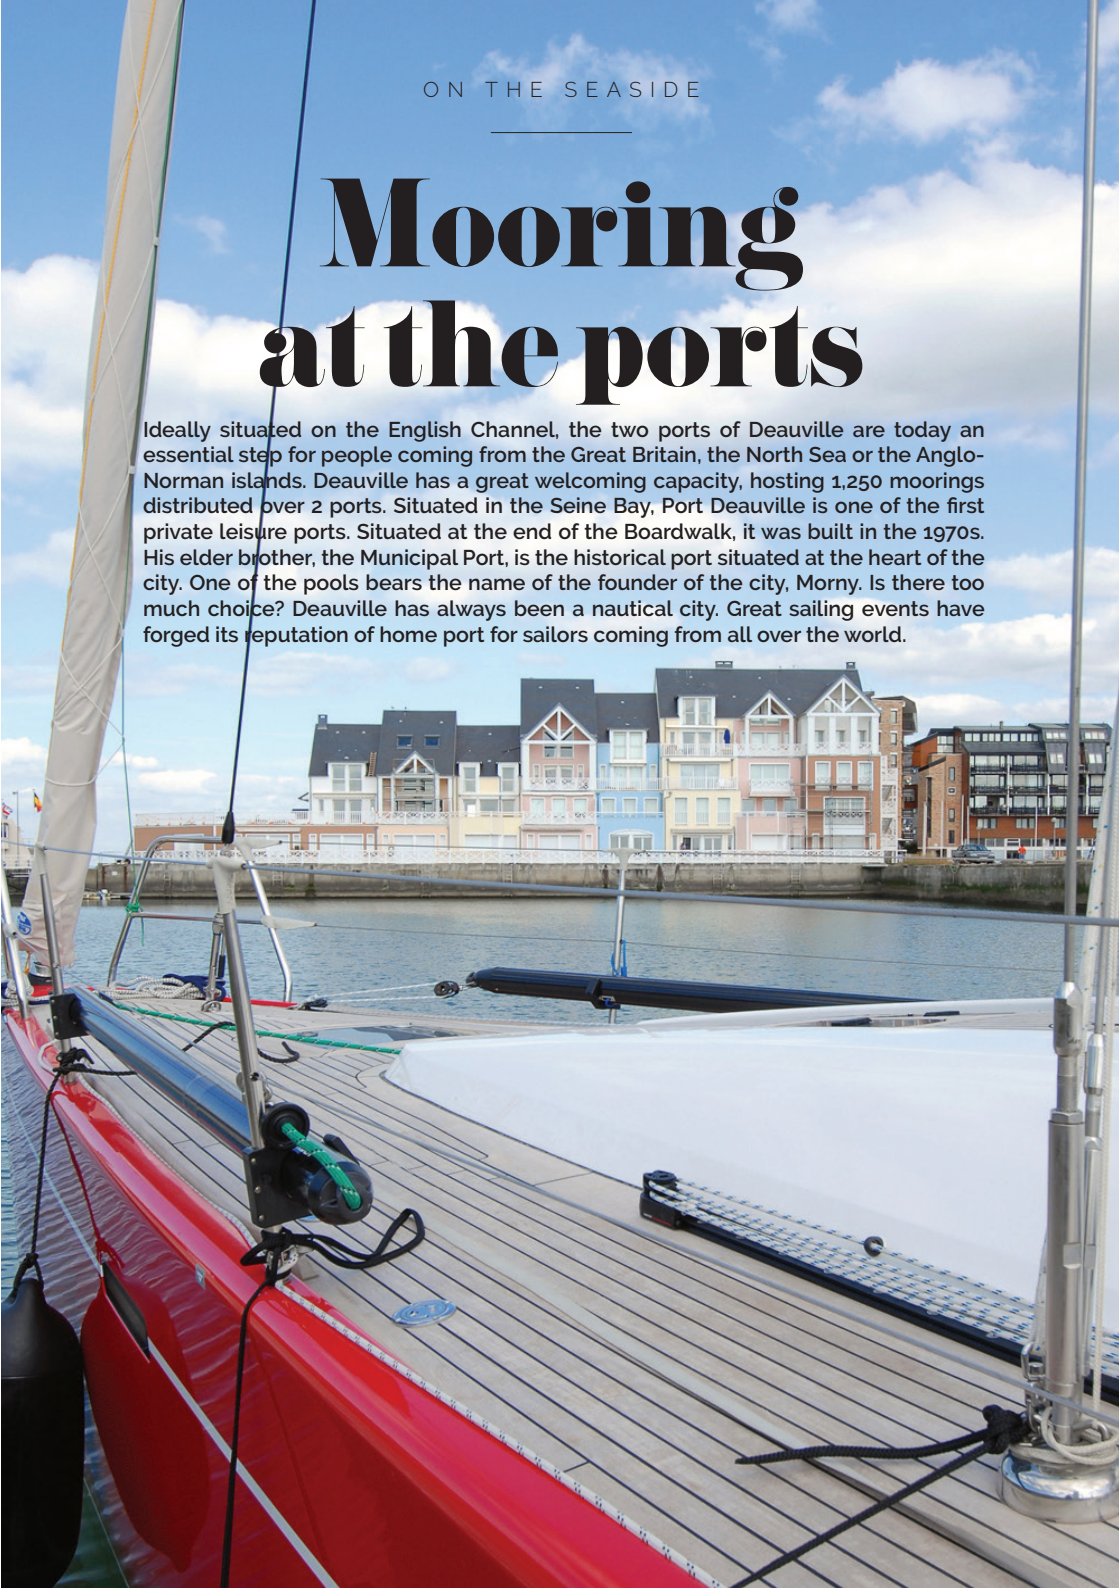 ON THE SEASIDE
Mooring
at the ports
Ideally situated on the English Channel, the two ports of Deauville are today an
essential step for people coming from the Great Britain, the North Sea or the Anglo-
Norman islands. Deauville has a great welcoming capacity, hosting 1,250 moorings
distributed over 2 ports. Situated in the Seine Bay, Port Deauville is one of the first
private leisure ports. Situated at the end of the Boardwalk, it was built in the 1970s.
His elder brother, the Municipal Port, is the historical port situated at the heart of the
city. One of the pools bears the name of the founder of the city, Morny. Is there too
much choice? Deauville has always been a nautical city. Great sailing events have
forged its reputation of home port for sailors coming from all over the world.